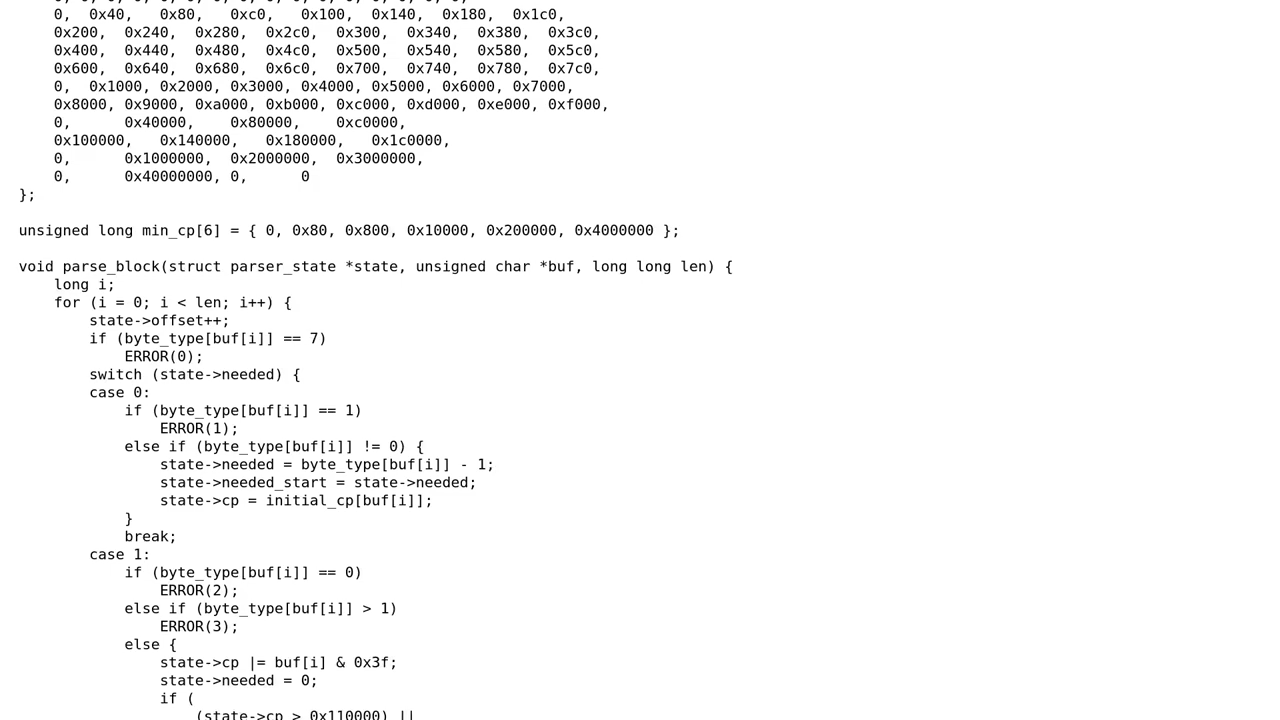 0, 0x40, 0x80, 0xc0, 0x100, 0x140, 0x180, 0x1c0,
0x200, 0x240, 0x280, 0x2c0, 0x300, 0x340, 0x380, 0x3c0,
0x400, 0x440, 0x480, 0x4c0, 0x500, 0x540, 0x580, 0x5c0,
0x600, 0x640, 0x680, 0x6c0, 0x700, 0x740, 0x780, 0x7c0,
0, 0x1000, 0x2000, 0x3000, 0x4000, 0x5000, 0x6000, 0x7000,
0x8000, 0x9000, 0xa000, 0xb000, 0xc000, 0xd000, 0xe000, 0xf000,
0, 0x40000, 0x80000, 0xc0000,
0x100000, 0x140000, 0x180000, 0x1c0000,
0, 0x1000000, 0x2000000, 0x3000000,
0, 0x40000000, 0, 0
};
unsigned long min_cp[6] = { 0, 0x80, 0x800, 0x10000, 0x200000, 0x4000000 };
void parse_block(struct parser_state *state, unsigned char *buf, long long len) {
long i;
for (i = 0; i < len; i++) {
state->offset++;
if (byte_type[buf[i]] == 7)
ERROR(0);
switch (state->needed) {
case 0:
if (byte_type[buf[i]] == 1)
ERROR(1);
else if (byte_type[buf[i]] != 0) {
state->needed = byte_type[buf[i]] - 1;
state->needed_start = state->needed;
state->cp = initial_cp[buf[i]];
}
break;
case 1:
if (byte_type[buf[i]] == 0)
ERROR(2);
else if (byte_type[buf[i]] > 1)
ERROR(3);
else {
state->cp |= buf[i] & 0x3f;
state->needed = 0;
if (
(state->cp > 0x110000) ||